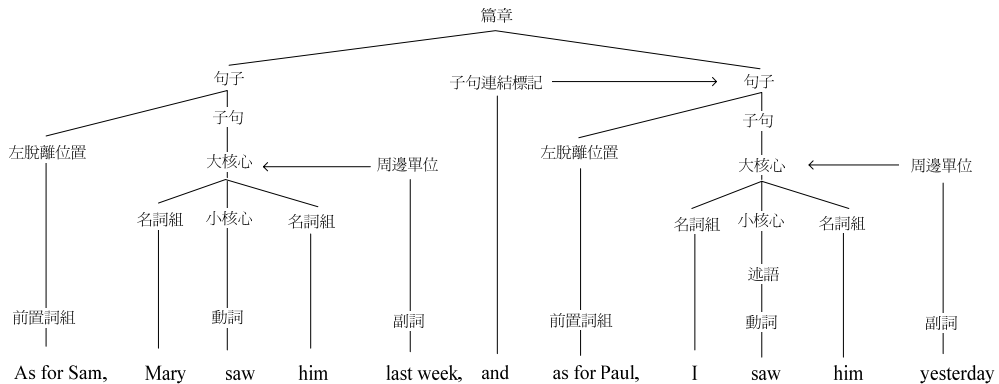 篇章
句子 子句連結標記 句子
子句 子句
左脫離位置 大核心 周邊單位 左脫離位置 大核心 周邊單位
名詞組 小核心 名詞組 名詞組 小核心 名詞組
述語
前置詞組 動詞 副詞 前置詞組 動詞 副詞
As for Sam, Mary saw him last week, and as for Paul, I saw him yesterday